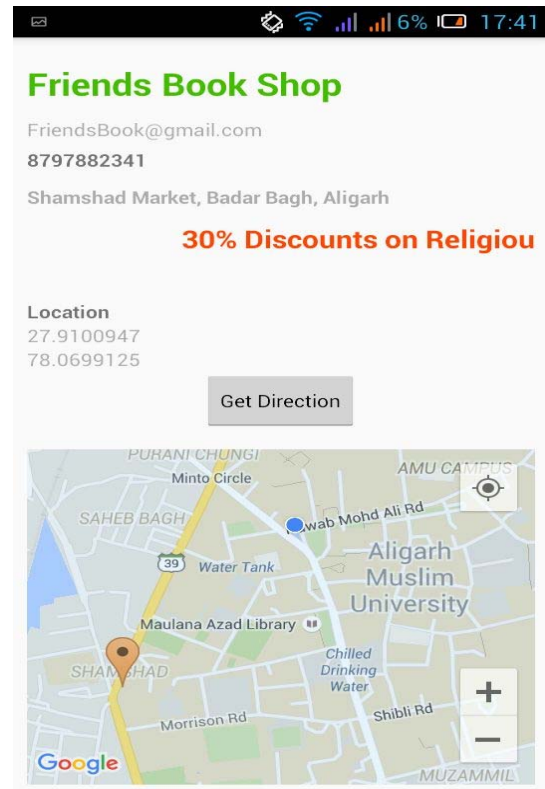 6% 17:41
Friends Book Shop
FriendsBook@gmail.com
8797882341
Shamshad Market, Badar Bagh, Aligarh
30% Discounts on Religiou
Location
27.9100947
78.0699125
Get Direction
PURANI CHUNGI
Minto Circle
AMU CAMPUS
SAHEB BAGH
Nawab Mohd Ali Rd
39
Water Tank
Aligarh
Muslim
University
Maulana Azad Library
Chilled
Drinking
Water
SHAMSHAD
Morrison Rd
Shibli Rd
+
−
Google
MUZAMMIL